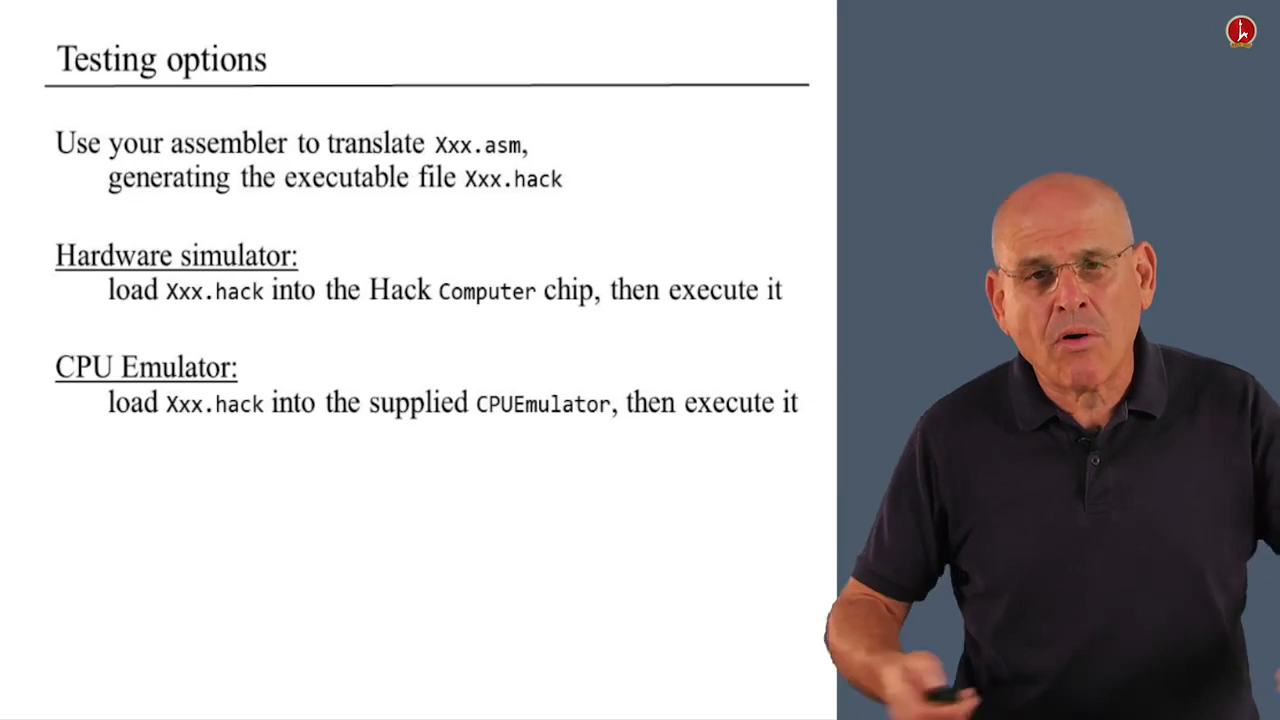 Testing options
Use your assembler to translate Xxx.asm,
generating the executable file Xxx.hack
Hardware simulator:
load Xxx.hack into the Hack Computer chip, then execute it
CPU Emulator:
load Xxx.hack into the supplied CPUEmulator, then execute it